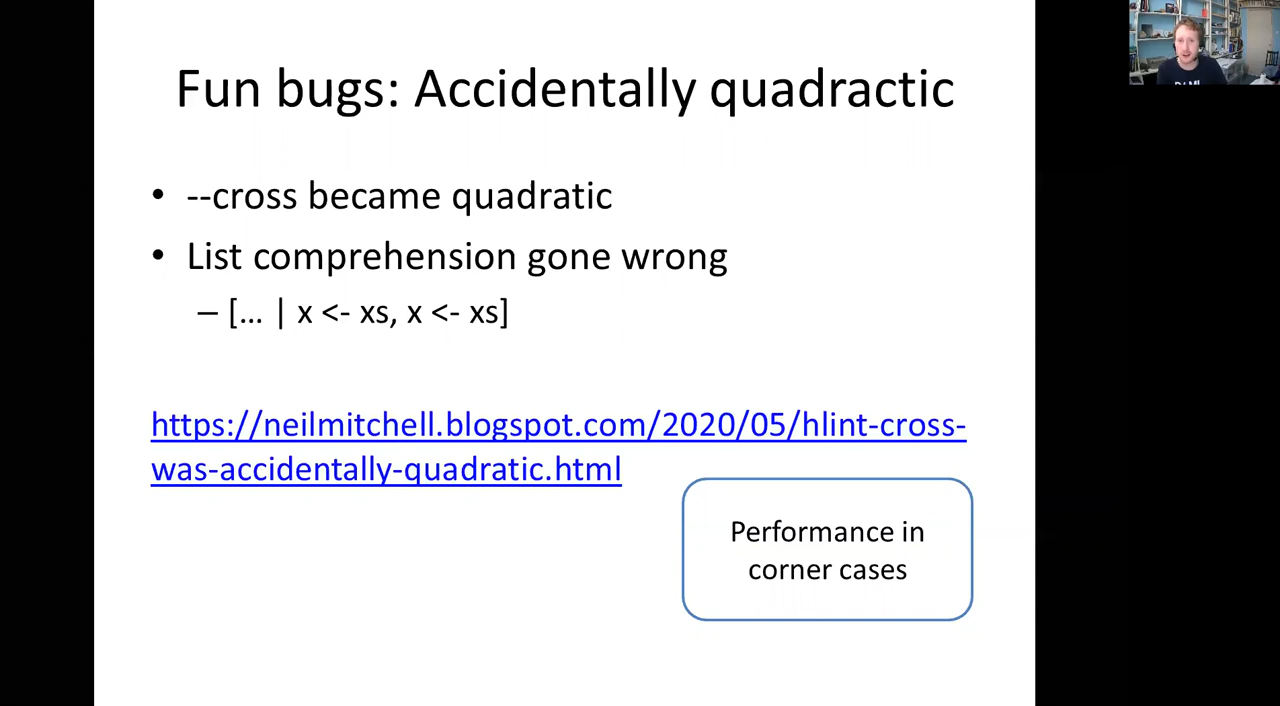 Fun bugs: Accidentally quadractic
• --cross became quadratic
• List comprehension gone wrong
– [… | x <- xs, x <- xs]
https://neilmitchell.blogspot.com/2020/05/hlint-cross-
was-accidentally-quadratic.html
Performance in
corner cases